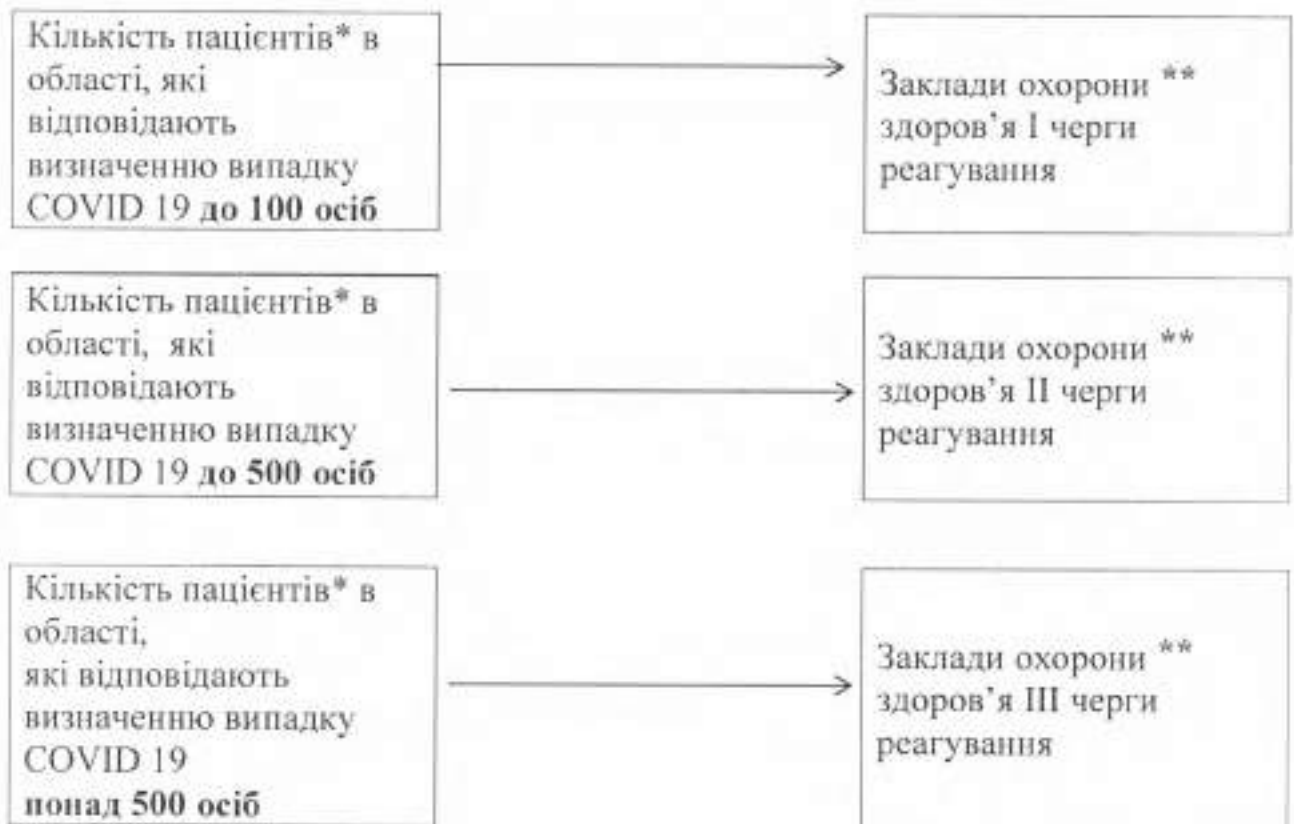 Кількість пацієнтів* в
області, які
відповідають
визначенню випадку
COVID 19 до 100 осіб
Заклади охорони **
здоров’я І черги
реагування
Кількість пацієнтів* в
області, які
відповідають
визначенню випадку
COVID 19 до 500 осіб
Заклади охорони **
здоров’я ІІ черги
реагування
Кількість пацієнтів* в
області,
які відповідають
визначенню випадку
COVID 19
понад 500 осіб
Заклади охорони **
здоров’я ІІІ черги
реагування